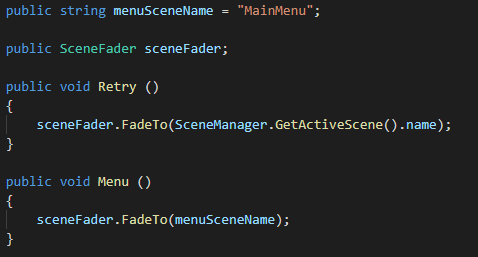 public string menuSceneName = "MainMenu";
public SceneFader sceneFader;
public void Retry ()
{
sceneFader.FadeTo(SceneManager.GetActiveScene().name);
}
public void Menu ()
{
sceneFader.FadeTo(menuSceneName);
}